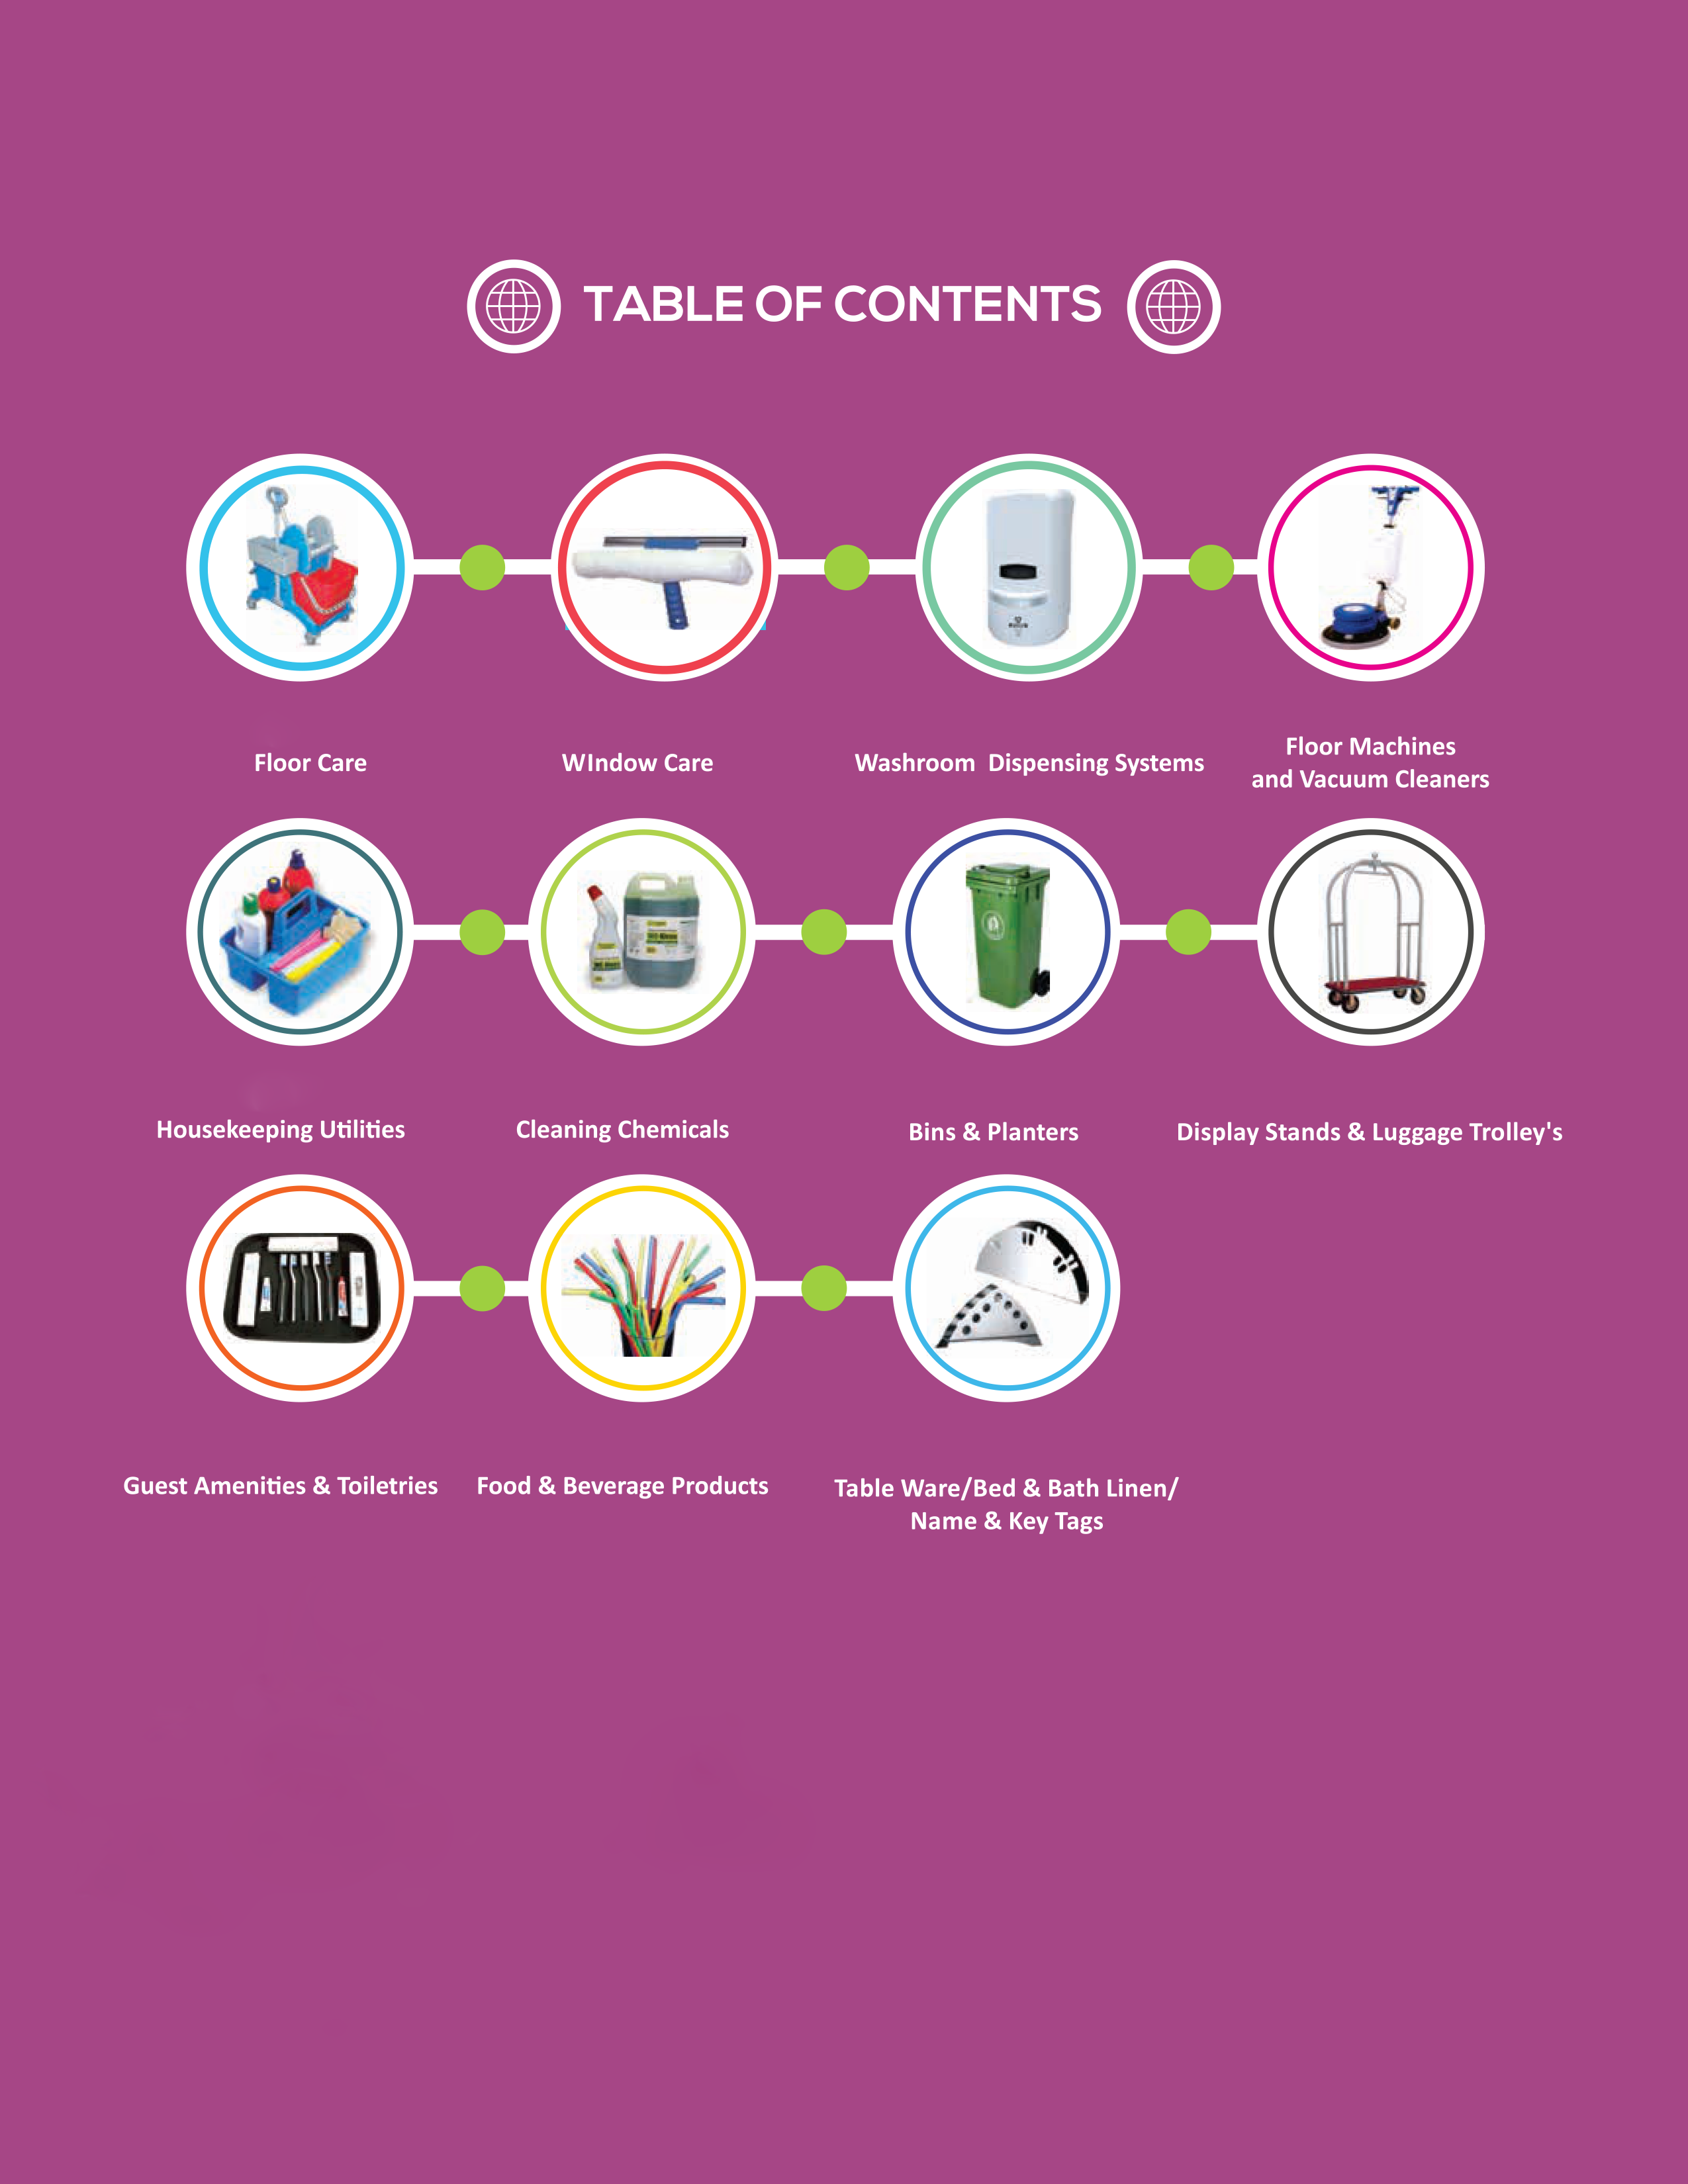 TABLE OF CONTENTS
Floor Care
WIndow Care
Washroom  Dispensing Systems
Floor Machines
and Vacuum Cleaners
Housekeeping Utilities
Cleaning Chemicals
Bins & Planters
Display Stands & Luggage Trolley's
Guest Amenities & Toiletries
Food & Beverage Products
Table Ware/Bed & Bath Linen/
Name & Key Tags